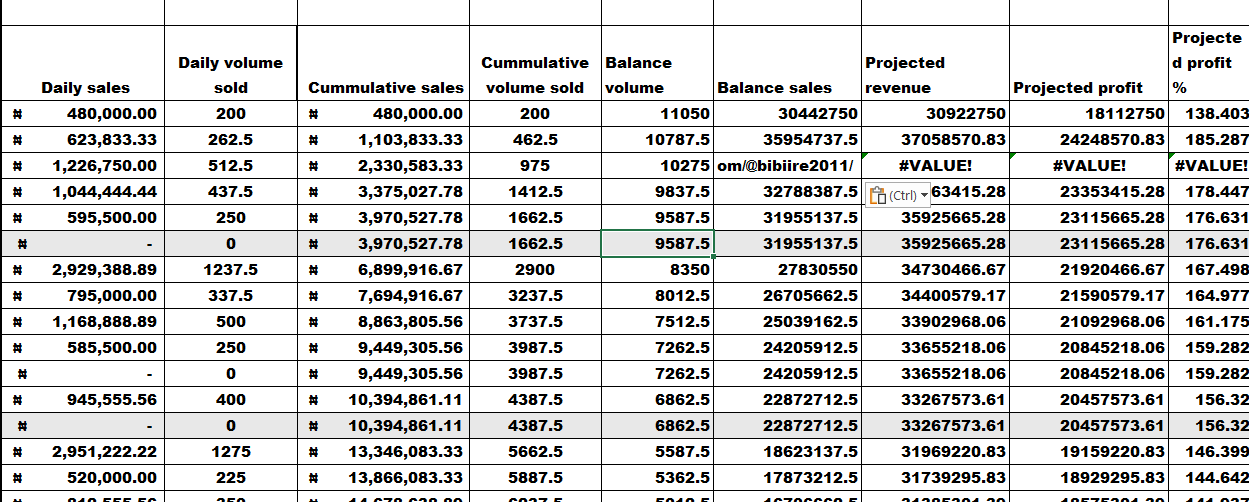 Daily sales Daily volume sold Cummulative sales Cummulative volume sold Balance volume Balance sales Projected revenue Projected profit Projected profit %
₦ 480,000.00 200 ₦ 480,000.00 200 11050 30442750 30922750 18112750 138.403
₦ 623,833.33 262.5 ₦ 1,103,833.33 462.5 10787.5 35954737.5 37058570.83 24248570.83 185.287
₦ 1,226,750.00 512.5 ₦ 2,330,583.33 975 10275 om/@bibiire2011/ #VALUE! #VALUE! #VALUE!
₦ 1,044,444.44 437.5 ₦ 3,375,027.78 1412.5 9837.5 32788387.5 (Ctrl) 63415.28 23353415.28 178.447
₦ 595,500.00 250 ₦ 3,970,527.78 1662.5 9587.5 31955137.5 35925665.28 23115665.28 176.631
₦ - 0 ₦ 3,970,527.78 1662.5 9587.5 31955137.5 35925665.28 23115665.28 176.631
₦ 2,929,388.89 1237.5 ₦ 6,899,916.67 2900 8350 27830550 34730466.67 21920466.67 167.498
₦ 795,000.00 337.5 ₦ 7,694,916.67 3237.5 8012.5 26705662.5 34400579.17 21590579.17 164.977
₦ 1,168,888.89 500 ₦ 8,863,805.56 3737.5 7512.5 25039162.5 33902968.06 21092968.06 161.175
₦ 585,500.00 250 ₦ 9,449,305.56 3987.5 7262.5 24205912.5 33655218.06 20845218.06 159.282
₦ - 0 ₦ 9,449,305.56 3987.5 7262.5 24205912.5 33655218.06 20845218.06 159.282
₦ 945,555.56 400 ₦ 10,394,861.11 4387.5 6862.5 22872712.5 33267573.61 20457573.61 156.32
₦ - 0 ₦ 10,394,861.11 4387.5 6862.5 22872712.5 33267573.61 20457573.61 156.32
₦ 2,951,222.22 1275 ₦ 13,346,083.33 5662.5 5587.5 18623137.5 31969220.83 19159220.83 146.399
₦ 520,000.00 225 ₦ 13,866,083.33 5887.5 5362.5 17873212.5 31739295.83 18929295.83 144.642